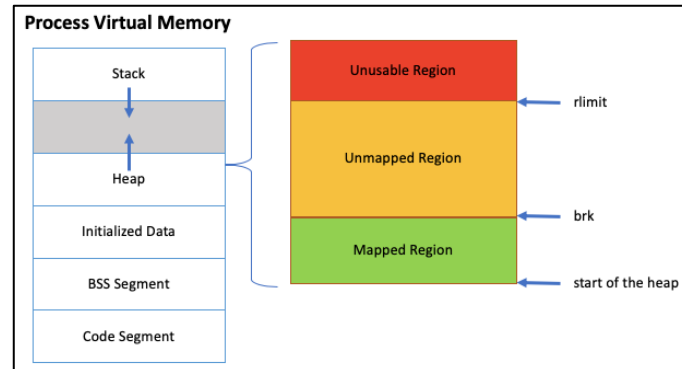 Process Virtual Memory
Stack
Heap
Initialized Data
BSS Segment
Code Segment
Unusable Region
Unmapped Region
Mapped Region
rlimit
brk
start of the heap